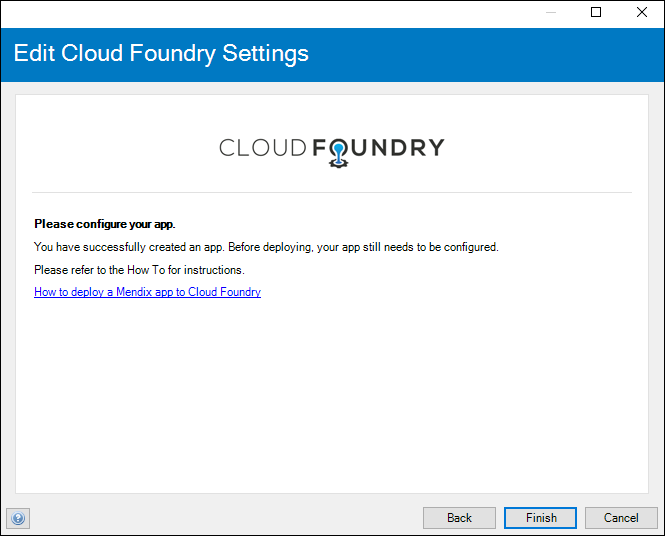 Edit Cloud Foundry Settings
CLOUD FOUNDRY
Please configure your app.
You have successfully created an app. Before deploying, your app still needs to be configured.
Please refer to the How To for instructions.
How to deploy a Mendix app to Cloud Foundry
?
Back
Finish
Cancel